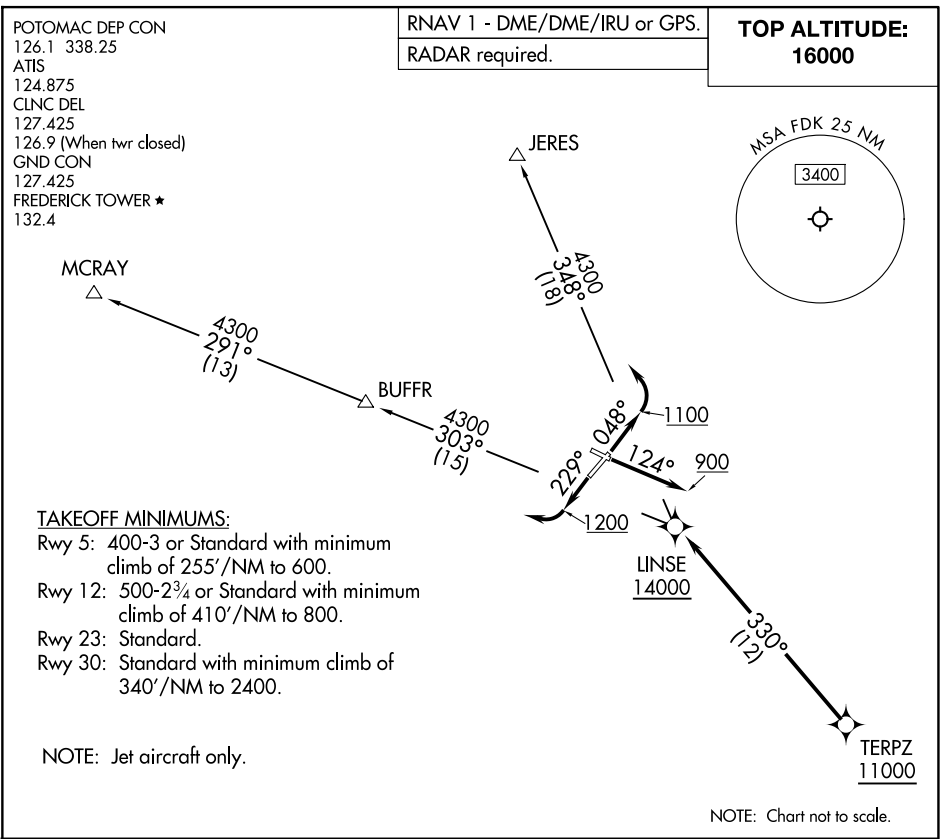 POTOMAC DEP CON
126.1 338.25
ATIS
124.875
CLNC DEL
127.425
126.9 (When twr closed)
GND CON
127.425
FREDERICK TOWER ★
132.4
RNAV 1 - DME/DME/IRU or GPS.
RADAR required.
TOP ALTITUDE:
16000
MSA FDK 25 NM
3400
JERES
4300
348°
(18)
MCRAY
4300
291°
(13)
BUFFR
4300
303°
(15)
048°
1100
124°
900
229°
1200
LINSE
14000
330°
(12)
TERPZ
11000
TAKEOFF MINIMUMS:
Rwy 5: 400-3 or Standard with minimum
climb of 255'/NM to 600.
Rwy 12: 500-2¾ or Standard with minimum
climb of 410'/NM to 800.
Rwy 23: Standard.
Rwy 30: Standard with minimum climb of
340'/NM to 2400.
NOTE: Jet aircraft only.
NOTE: Chart not to scale.